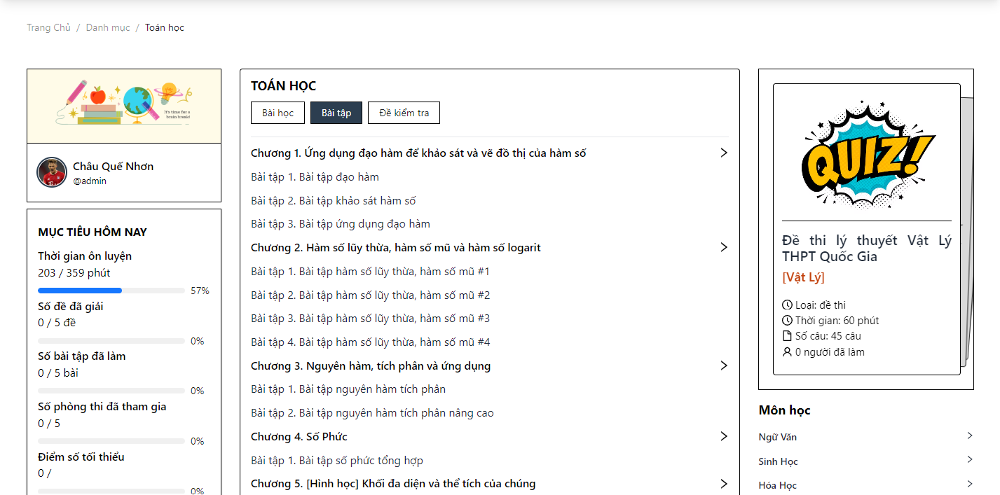 Trang Chủ / Danh mục / Toán học
It's time for a
brain break!
Châu Quế Nhơn
@admin
MỤC TIÊU HÔM NAY
Thời gian ôn luyện
203 / 359 phút
57%
Số đề đã giải
0 / 5 đề
0%
Số bài tập đã làm
0 / 5 bài
0%
Số phòng thi đã tham gia
0 / 5
0%
Điểm số tối thiểu
0 /
0%
TOÁN HỌC
Bài học Bài tập Đề kiểm tra
Chương 1. Ứng dụng đạo hàm để khảo sát và vẽ đồ thị của hàm số
Bài tập 1. Bài tập đạo hàm
Bài tập 2. Bài tập khảo sát hàm số
Bài tập 3. Bài tập ứng dụng đạo hàm
Chương 2. Hàm số lũy thừa, hàm số mũ và hàm số logarit
Bài tập 1. Bài tập hàm số lũy thừa, hàm số mũ #1
Bài tập 2. Bài tập hàm số lũy thừa, hàm số mũ #2
Bài tập 3. Bài tập hàm số lũy thừa, hàm số mũ #3
Bài tập 4. Bài tập hàm số lũy thừa, hàm số mũ #4
Chương 3. Nguyên hàm, tích phân và ứng dụng
Bài tập 1. Bài tập nguyên hàm tích phân
Bài tập 2. Bài tập nguyên hàm tích phân nâng cao
Chương 4. Số Phức
Bài tập 1. Bài tập số phức tổng hợp
Chương 5. [Hình học] Khối đa diện và thể tích của chúng
QUIZ!
Đề thi lý thuyết Vật Lý
THPT Quốc Gia
[Vật Lý]
Loại: đề thi
Thời gian: 60 phút
Số câu: 45 câu
0 người đã làm
Môn học
Ngữ Văn
Sinh Học
Hóa Học